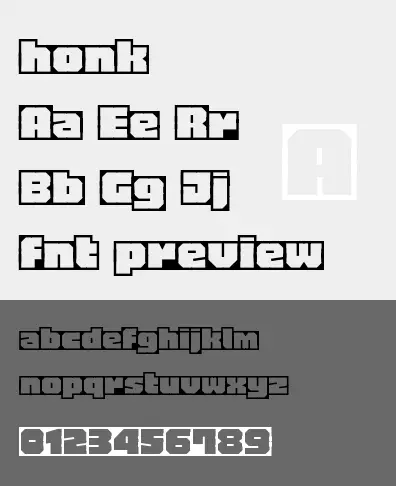 honk
Aa Ee Rr
A
Bb Gg Jj
fnt preview
abcdefghijklm
nopqrstuvwxyz
0123456789